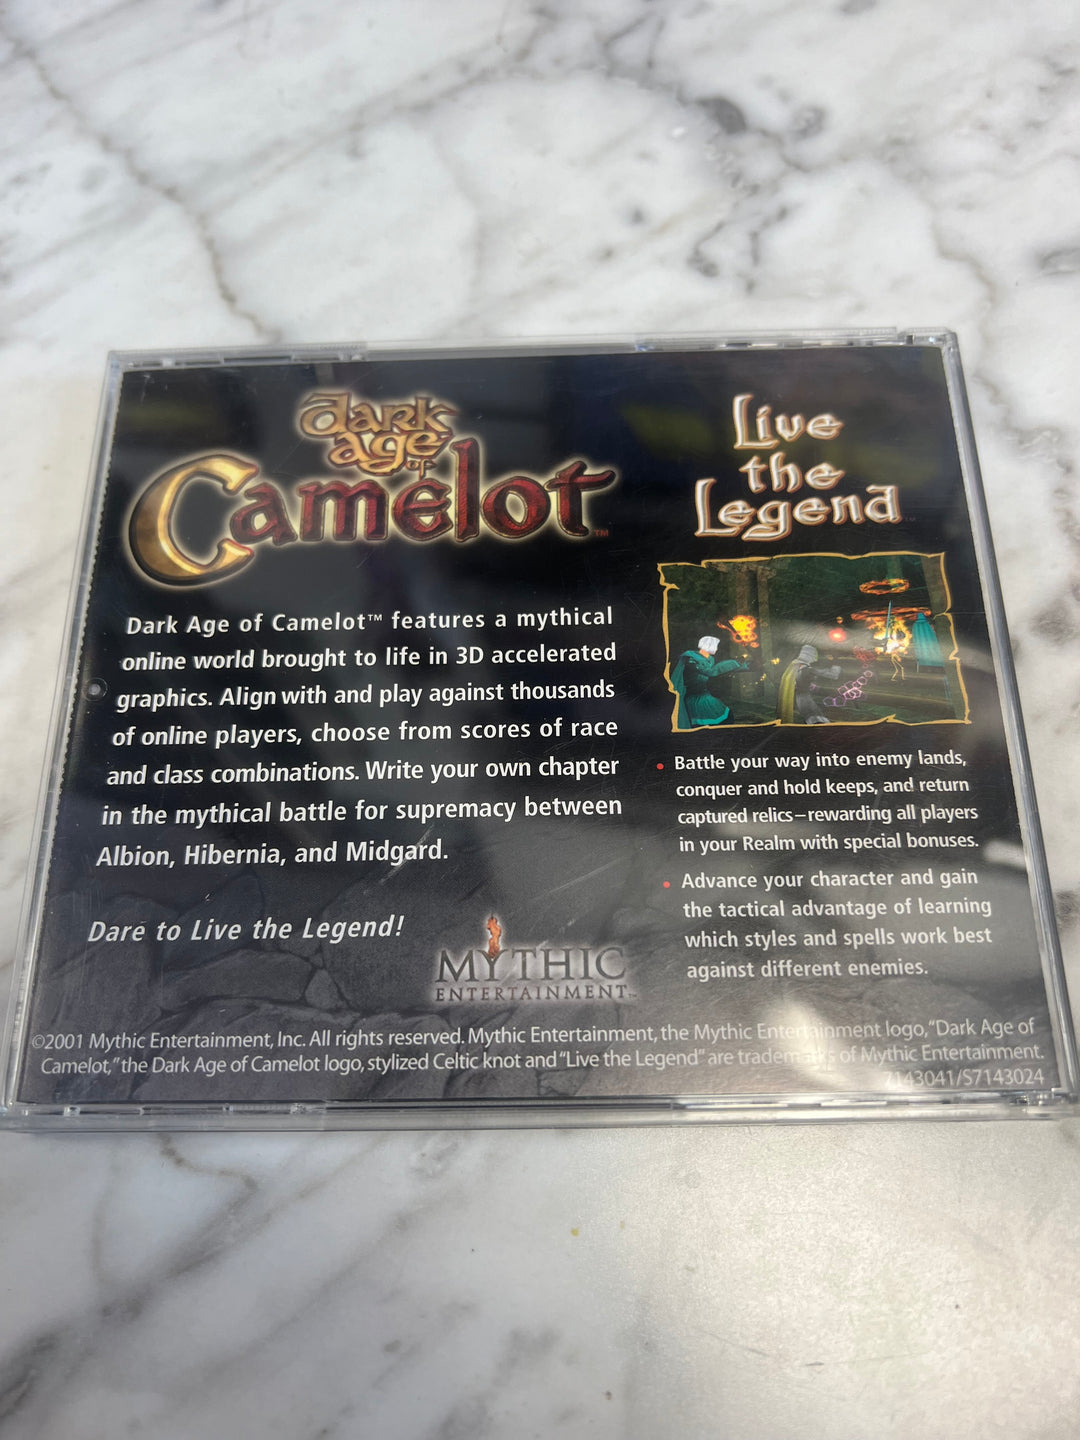 dark
age
of
Camelot™
Dark Age of Camelot™ features a mythical
online world brought to life in 3D accelerated
graphics. Align with and play against thousands
of online players, choose from scores of race
and class combinations. Write your own chapter
in the mythical battle for supremacy between
Albion, Hibernia, and Midgard.
Dare to Live the Legend!
MYTHIC
ENTERTAINMENT™
Live
the
Legend™
• Battle your way into enemy lands,
conquer and hold keeps, and return
captured relics–rewarding all players
in your Realm with special bonuses.
• Advance your character and gain
the tactical advantage of learning
which styles and spells work best
against different enemies.
©2001 Mythic Entertainment, Inc. All rights reserved. Mythic Entertainment, the Mythic Entertainment logo, "Dark Age of
Camelot," the Dark Age of Camelot logo, stylized Celtic knot and "Live the Legend" are trademarks of Mythic Entertainment.
7143041/S7143024